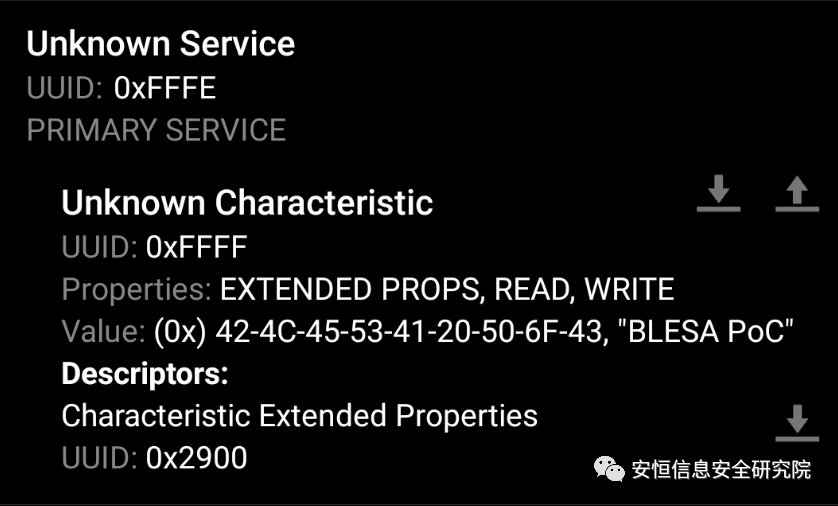 Unknown Service
UUID: 0xFFFE
PRIMARY SERVICE
Unknown Characteristic
UUID: 0xFFFF
Properties: EXTENDED PROPS, READ, WRITE
Value: (0x) 42-4C-45-53-41-20-50-6F-43, "BLESA PoC"
Descriptors:
Characteristic Extended Properties
UUID: 0x2900
安恒信息安全研究院